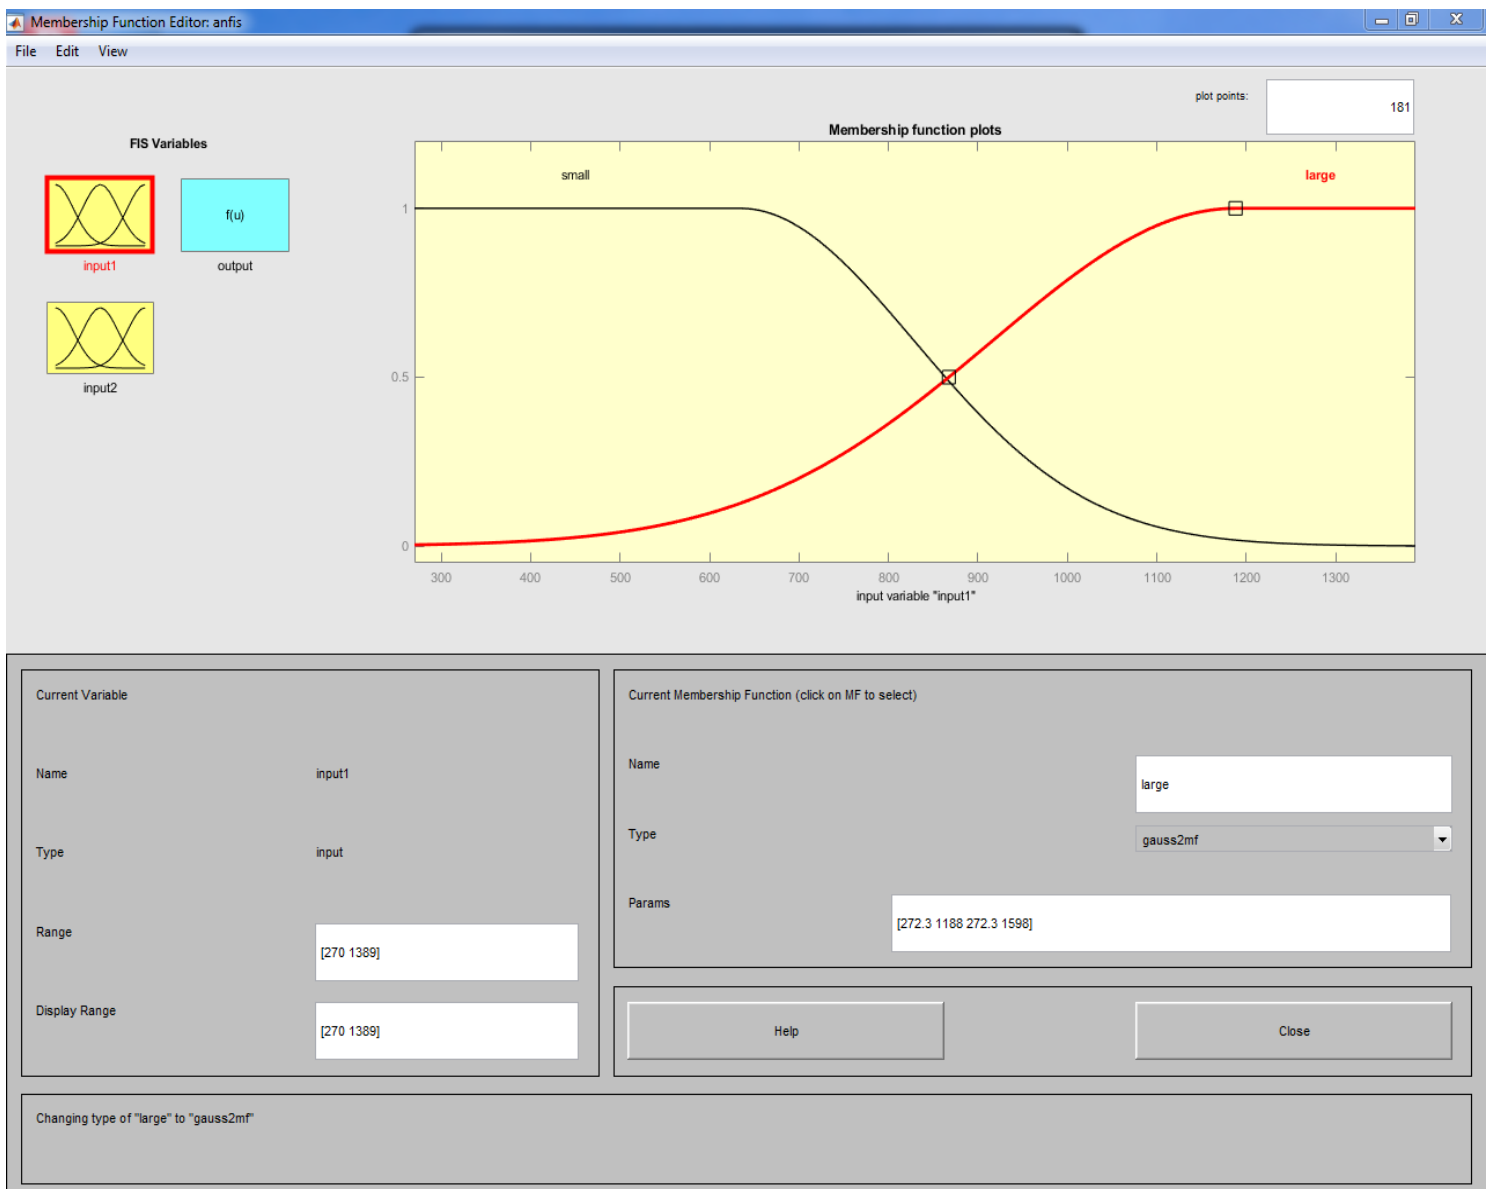 Membership Function Editor: anfis
File Edit View
plot points:
181
FIS Variables
Membership function plots
f(u)
input1
output
input2
small
large
1
0.5
0
300 400 500 600 700 800 900 1000 1100 1200 1300
input variable "input1"
Current Variable
Name input1
Type input
Range [270 1389]
Display Range [270 1389]
Current Membership Function (click on MF to select)
Name large
Type gauss2mf
Params [272.3 1188 272.3 1598]
Help Close
Changing type of "large" to "gauss2mf"